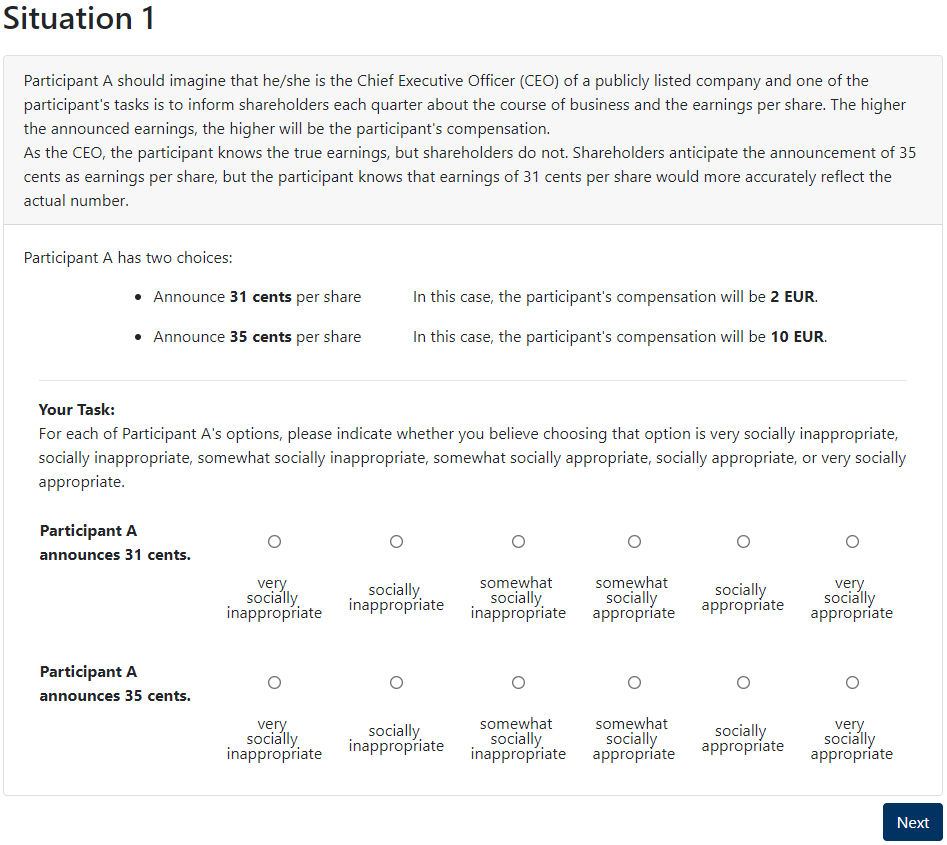 Situation 1
Participant A should imagine that he/she is the Chief Executive Officer (CEO) of a publicly listed company and one of the
participant's tasks is to inform shareholders each quarter about the course of business and the earnings per share. The higher
the announced earnings, the higher will be the participant's compensation.
As the CEO, the participant knows the true earnings, but shareholders do not. Shareholders anticipate the announcement of 35
cents as earnings per share, but the participant knows that earnings of 31 cents per share would more accurately reflect the
actual number.
Participant A has two choices:
• Announce 31 cents per share In this case, the participant's compensation will be 2 EUR.
• Announce 35 cents per share In this case, the participant's compensation will be 10 EUR.
Your Task:
For each of Participant A's options, please indicate whether you believe choosing that option is very socially inappropriate,
socially inappropriate, somewhat socially inappropriate, somewhat socially appropriate, socially appropriate, or very socially
appropriate.
Participant A
announces 31 cents.
very socially inappropriate
socially inappropriate
somewhat socially inappropriate
somewhat socially appropriate
socially appropriate
very socially appropriate
Participant A
announces 35 cents.
very socially inappropriate
socially inappropriate
somewhat socially inappropriate
somewhat socially appropriate
socially appropriate
very socially appropriate
Next